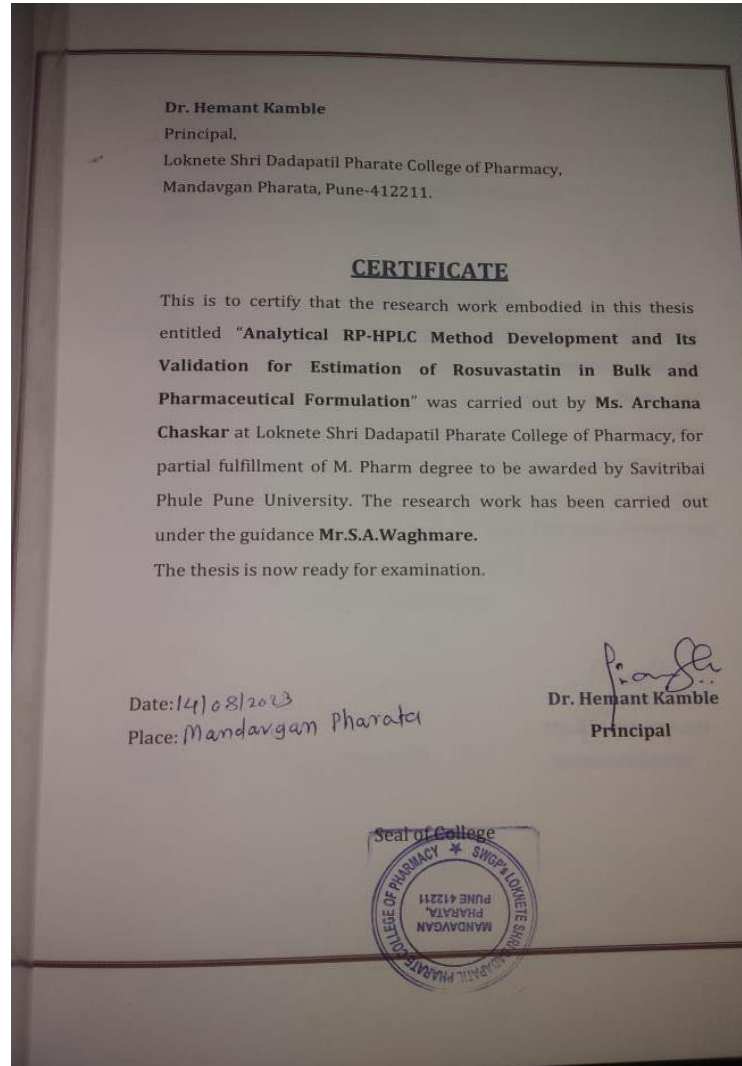 Dr. Hemant Kamble
Principal,
Loknete Shri Dadapatil Pharate College of Pharmacy,
Mandavgan Pharata, Pune-412211.
CERTIFICATE
This is to certify that the research work embodied in this thesis
entitled "Analytical RP-HPLC Method Development and Its
Validation for Estimation of Rosuvastatin in Bulk and
Pharmaceutical Formulation" was carried out by Ms. Archana
Chaskar at Loknete Shri Dadapatil Pharate College of Pharmacy, for
partial fulfillment of M. Pharm degree to be awarded by Savitribai
Phule Pune University. The research work has been carried out
under the guidance Mr.S.A.Waghmare.
The thesis is now ready for examination.
Date:14/08/2023
Place: Mandavgan Pharata
Dr. Hemant Kamble
Principal
Seal of College
SWGP's LOKNETE SHRI DADAPATIL PHARATE COLLEGE OF PHARMACY
MANDAVGAN
PHARATA,
PUNE 412211